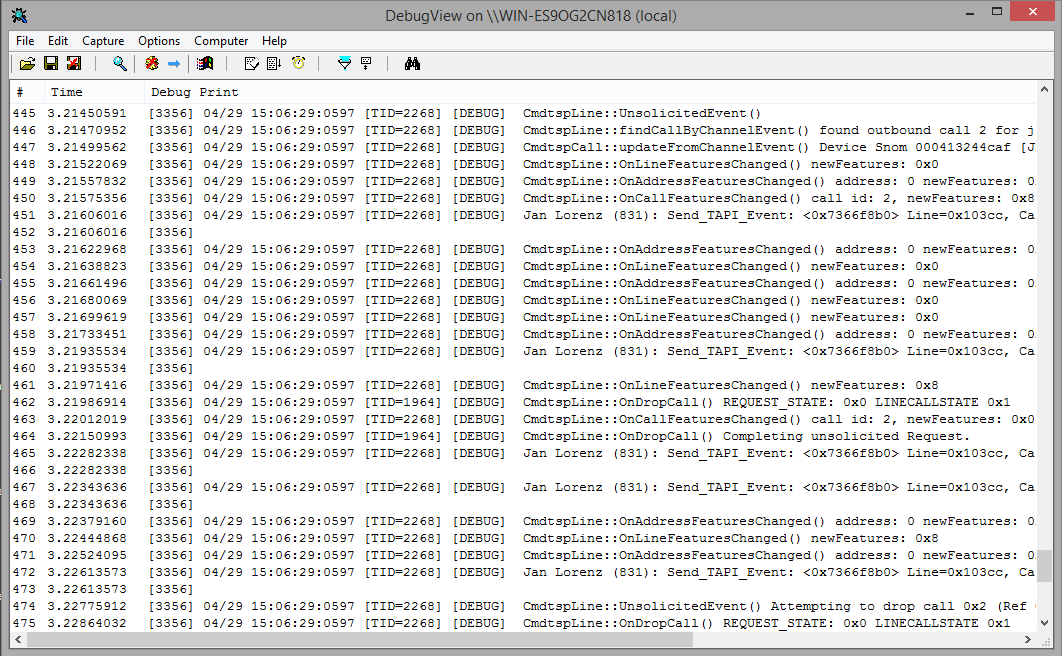 DebugView on \\WIN-ES9OG2CN818 (local)
File Edit Capture Options Computer Help
# Time Debug Print
445 3.21450591 [3356] 04/29 15:06:29:0597 [TID=2268] [DEBUG] CmdtspLine::UnsolicitedEvent()
446 3.21470952 [3356] 04/29 15:06:29:0597 [TID=2268] [DEBUG] CmdtspLine::findCallByChannelEvent() found outbound call 2 for j
447 3.21499562 [3356] 04/29 15:06:29:0597 [TID=2268] [DEBUG] CmdtspCall::updateFromChannelEvent() Device Snom 000413244caf [J
448 3.21522069 [3356] 04/29 15:06:29:0597 [TID=2268] [DEBUG] CmdtspLine::OnLineFeaturesChanged() newFeatures: 0x0
449 3.21557832 [3356] 04/29 15:06:29:0597 [TID=2268] [DEBUG] CmdtspLine::OnAddressFeaturesChanged() address: 0 newFeatures: 0
450 3.21575356 [3356] 04/29 15:06:29:0597 [TID=2268] [DEBUG] CmdtspLine::OnCallFeaturesChanged() call id: 2, newFeatures: 0x8
451 3.21606016 [3356] 04/29 15:06:29:0597 [TID=2268] [DEBUG] Jan Lorenz (831): Send_TAPI_Event: <0x7366f8b0> Line=0x103cc, Ca
452 3.21606016 [3356]
453 3.21622968 [3356] 04/29 15:06:29:0597 [TID=2268] [DEBUG] CmdtspLine::OnAddressFeaturesChanged() address: 0 newFeatures: 0
454 3.21638823 [3356] 04/29 15:06:29:0597 [TID=2268] [DEBUG] CmdtspLine::OnLineFeaturesChanged() newFeatures: 0x0
455 3.21661496 [3356] 04/29 15:06:29:0597 [TID=2268] [DEBUG] CmdtspLine::OnAddressFeaturesChanged() address: 0 newFeatures: 0
456 3.21680069 [3356] 04/29 15:06:29:0597 [TID=2268] [DEBUG] CmdtspLine::OnLineFeaturesChanged() newFeatures: 0x0
457 3.21699619 [3356] 04/29 15:06:29:0597 [TID=2268] [DEBUG] CmdtspLine::OnLineFeaturesChanged() newFeatures: 0x0
458 3.21733451 [3356] 04/29 15:06:29:0597 [TID=2268] [DEBUG] CmdtspLine::OnAddressFeaturesChanged() address: 0 newFeatures: 0
459 3.21935534 [3356] 04/29 15:06:29:0597 [TID=2268] [DEBUG] Jan Lorenz (831): Send_TAPI_Event: <0x7366f8b0> Line=0x103cc, Ca
460 3.21935534 [3356]
461 3.21971416 [3356] 04/29 15:06:29:0597 [TID=2268] [DEBUG] CmdtspLine::OnLineFeaturesChanged() newFeatures: 0x8
462 3.21986914 [3356] 04/29 15:06:29:0597 [TID=1964] [DEBUG] CmdtspLine::OnDropCall() REQUEST_STATE: 0x0 LINECALLSTATE 0x1
463 3.22012019 [3356] 04/29 15:06:29:0597 [TID=2268] [DEBUG] CmdtspLine::OnCallFeaturesChanged() call id: 2, newFeatures: 0x0
464 3.22150993 [3356] 04/29 15:06:29:0597 [TID=1964] [DEBUG] CmdtspLine::OnDropCall() Completing unsolicited Request.
465 3.22282338 [3356] 04/29 15:06:29:0597 [TID=2268] [DEBUG] Jan Lorenz (831): Send_TAPI_Event: <0x7366f8b0> Line=0x103cc, Ca
466 3.22282338 [3356]
467 3.22343636 [3356] 04/29 15:06:29:0597 [TID=2268] [DEBUG] Jan Lorenz (831): Send_TAPI_Event: <0x7366f8b0> Line=0x103cc, Ca
468 3.22343636 [3356]
469 3.22379160 [3356] 04/29 15:06:29:0597 [TID=2268] [DEBUG] CmdtspLine::OnAddressFeaturesChanged() address: 0 newFeatures: 0
470 3.22444868 [3356] 04/29 15:06:29:0597 [TID=2268] [DEBUG] CmdtspLine::OnLineFeaturesChanged() newFeatures: 0x8
471 3.22524095 [3356] 04/29 15:06:29:0597 [TID=2268] [DEBUG] CmdtspLine::OnAddressFeaturesChanged() address: 0 newFeatures: 0
472 3.22613573 [3356] 04/29 15:06:29:0597 [TID=2268] [DEBUG] Jan Lorenz (831): Send_TAPI_Event: <0x7366f8b0> Line=0x103cc, Ca
473 3.22613573 [3356]
474 3.22775912 [3356] 04/29 15:06:29:0597 [TID=2268] [DEBUG] CmdtspLine::UnsolicitedEvent() Attempting to drop call 0x2 (Ref
475 3.22864032 [3356] 04/29 15:06:29:0597 [TID=2268] [DEBUG] CmdtspLine::OnDropCall() REQUEST_STATE: 0x0 LINECALLSTATE 0x1